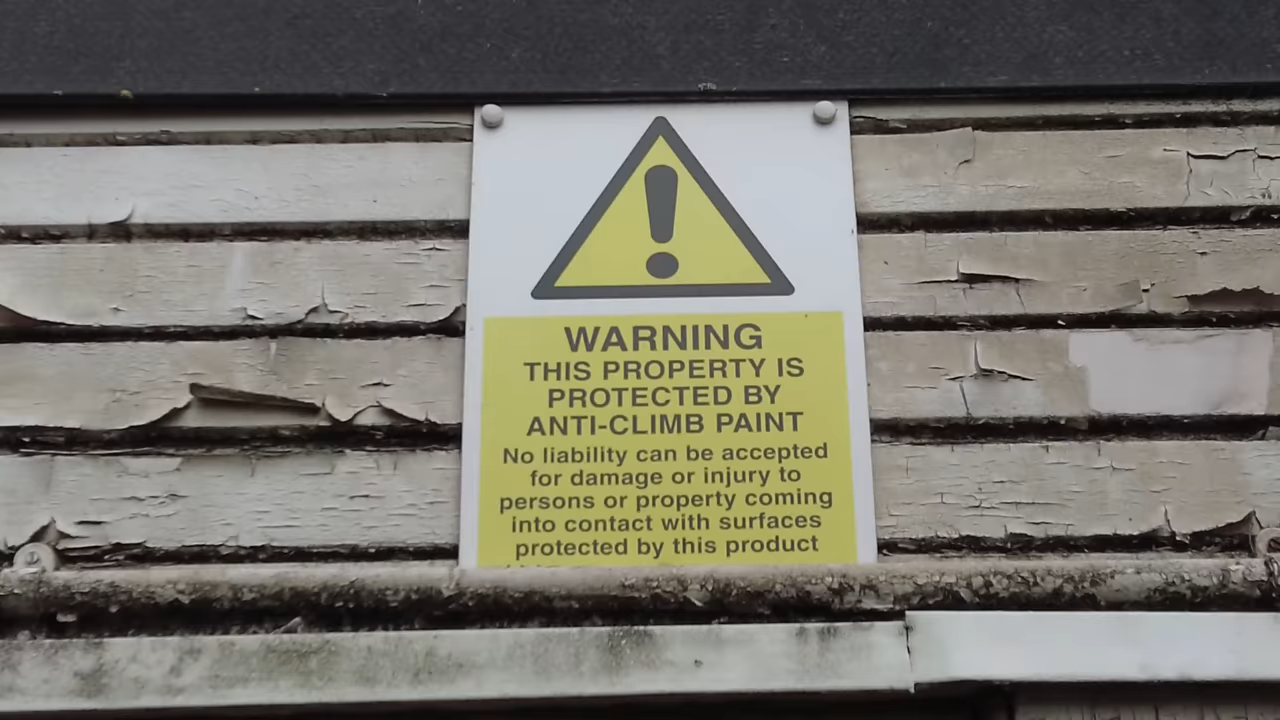 WARNING
THIS PROPERTY IS
PROTECTED BY
ANTI-CLIMB PAINT
No liability can be accepted
for damage or injury to
persons or property coming
into contact with surfaces
protected by this product